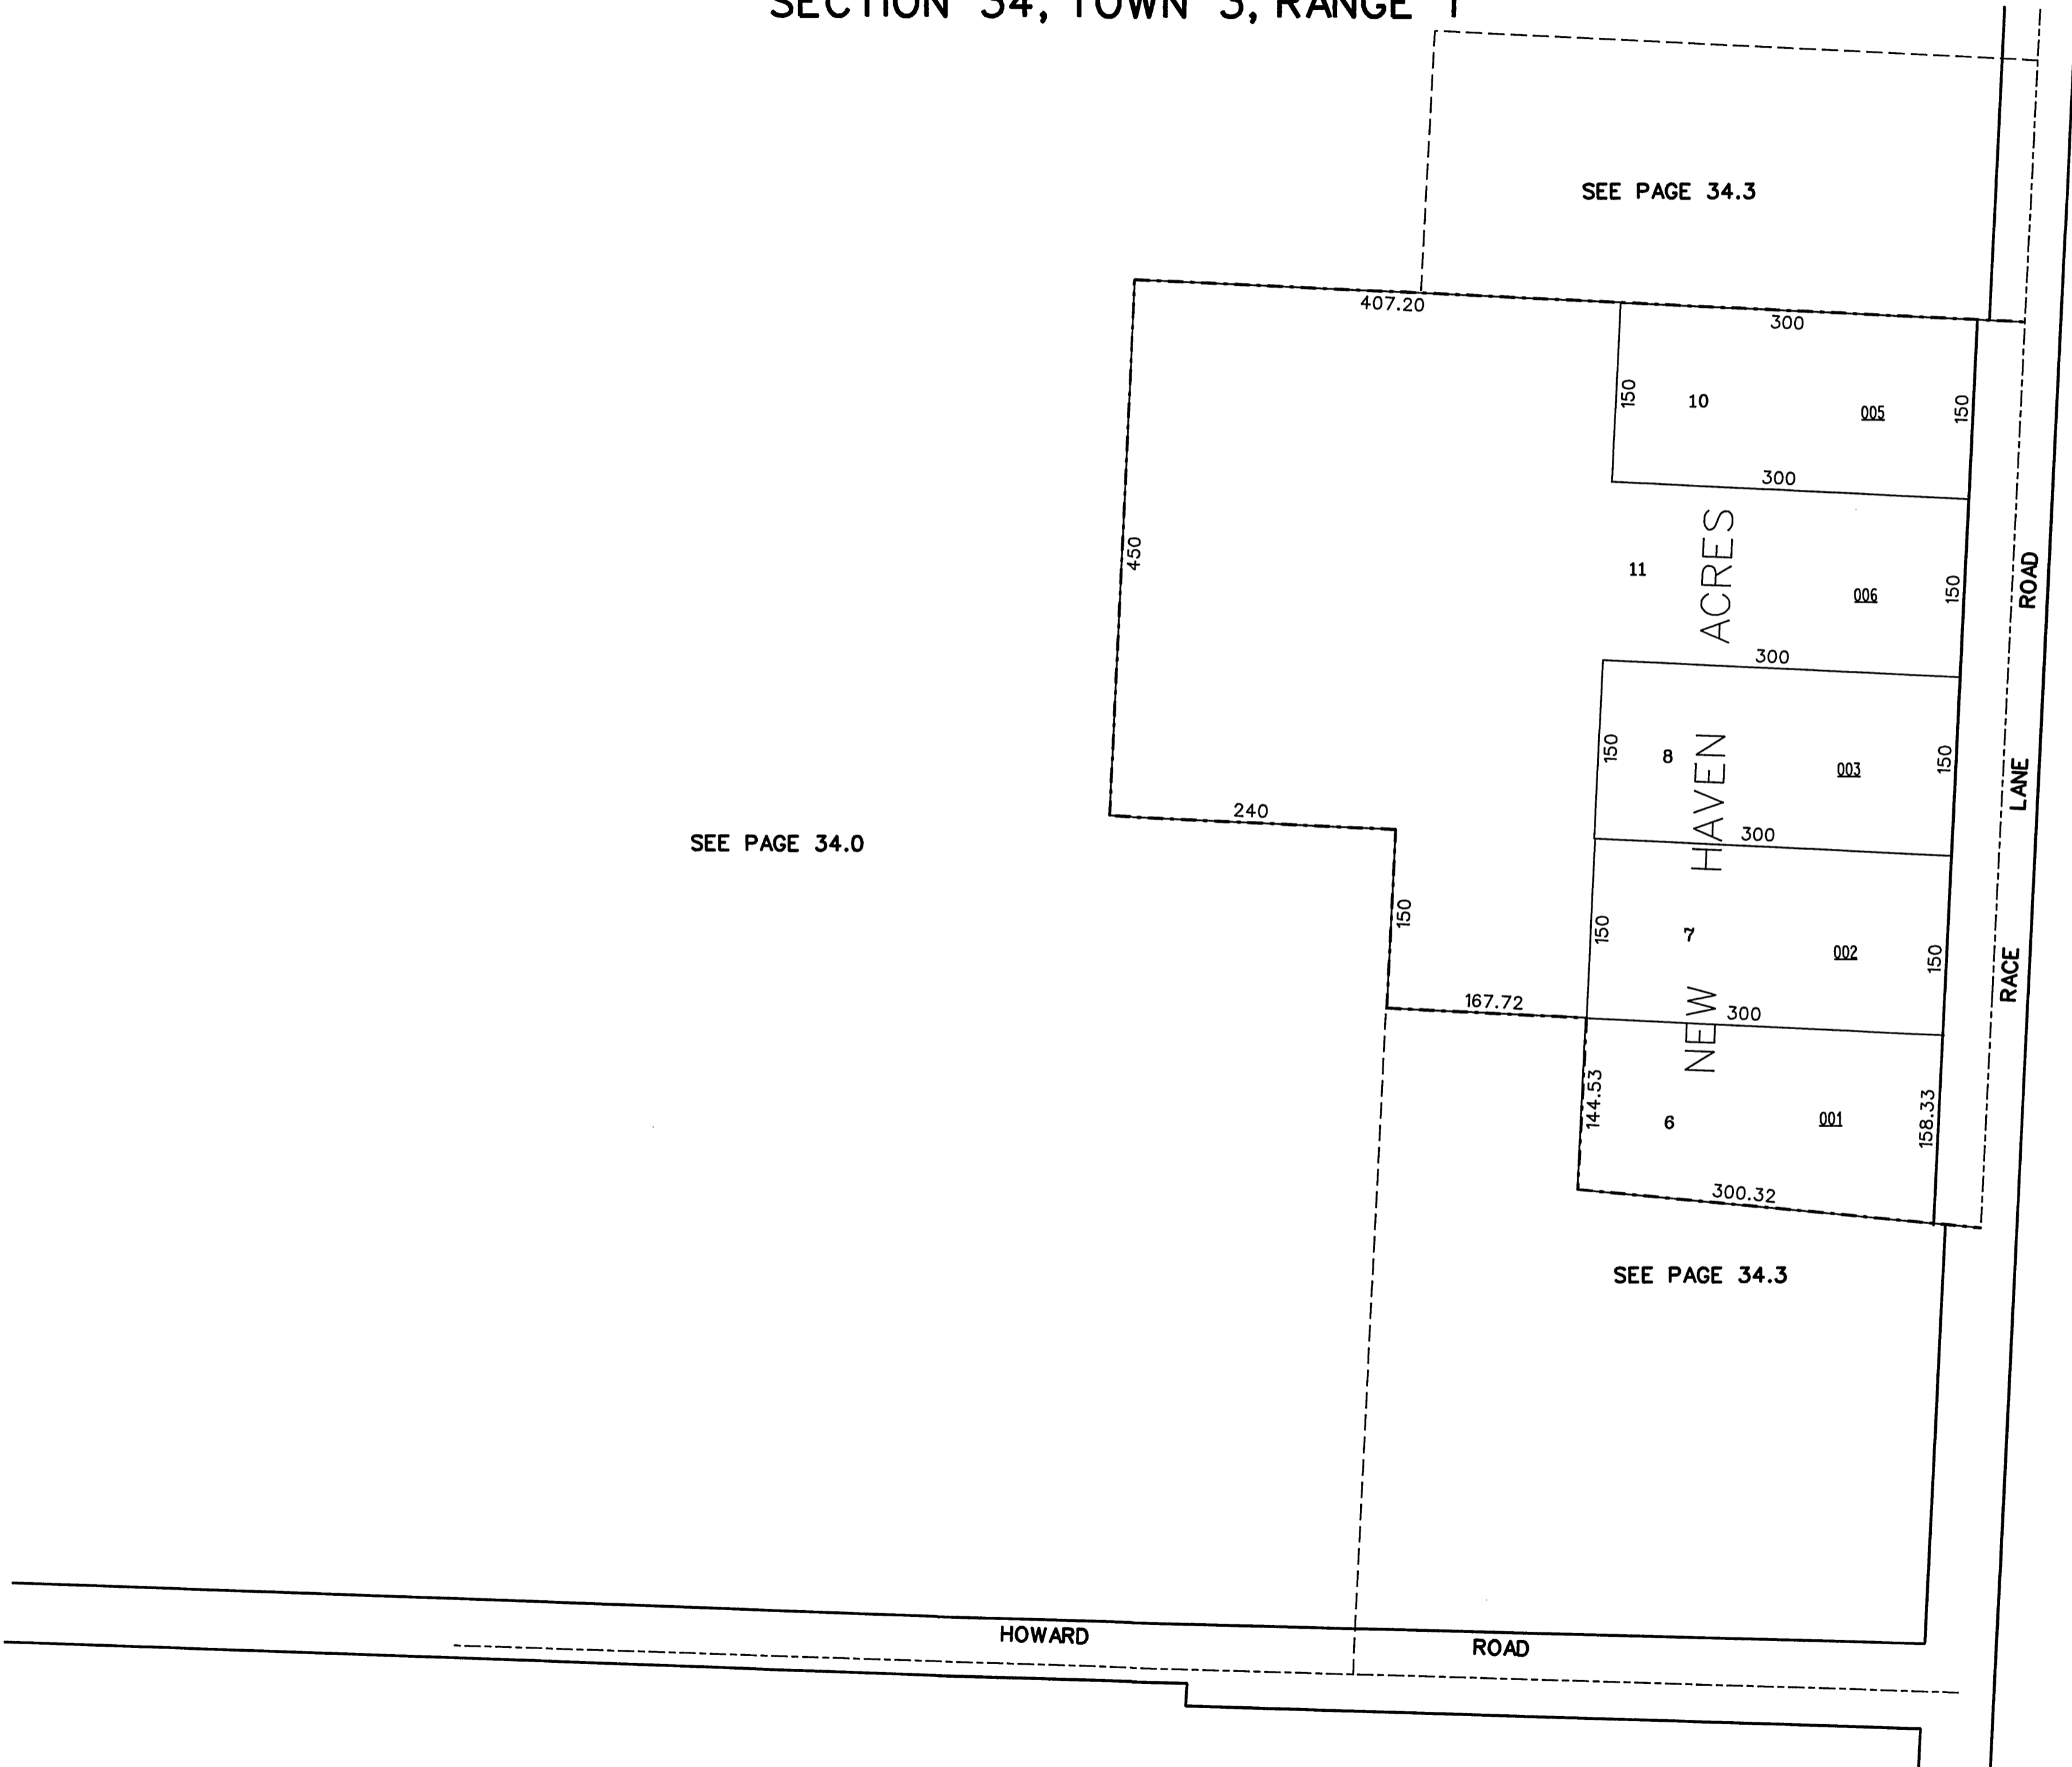 SECTION 34, TOWN 3, RANGE 1
SEE PAGE 34.3
407.20
300
150
10
005
150
300
450
11
ACRES
006
150
ROAD
300
150
8
HAVEN
003
150
LANE
240
300
SEE PAGE 34.0
150
150
7
002
150
RACE
167.72
NEW
300
144.53
6
001
158.33
300.32
SEE PAGE 34.3
HOWARD ROAD